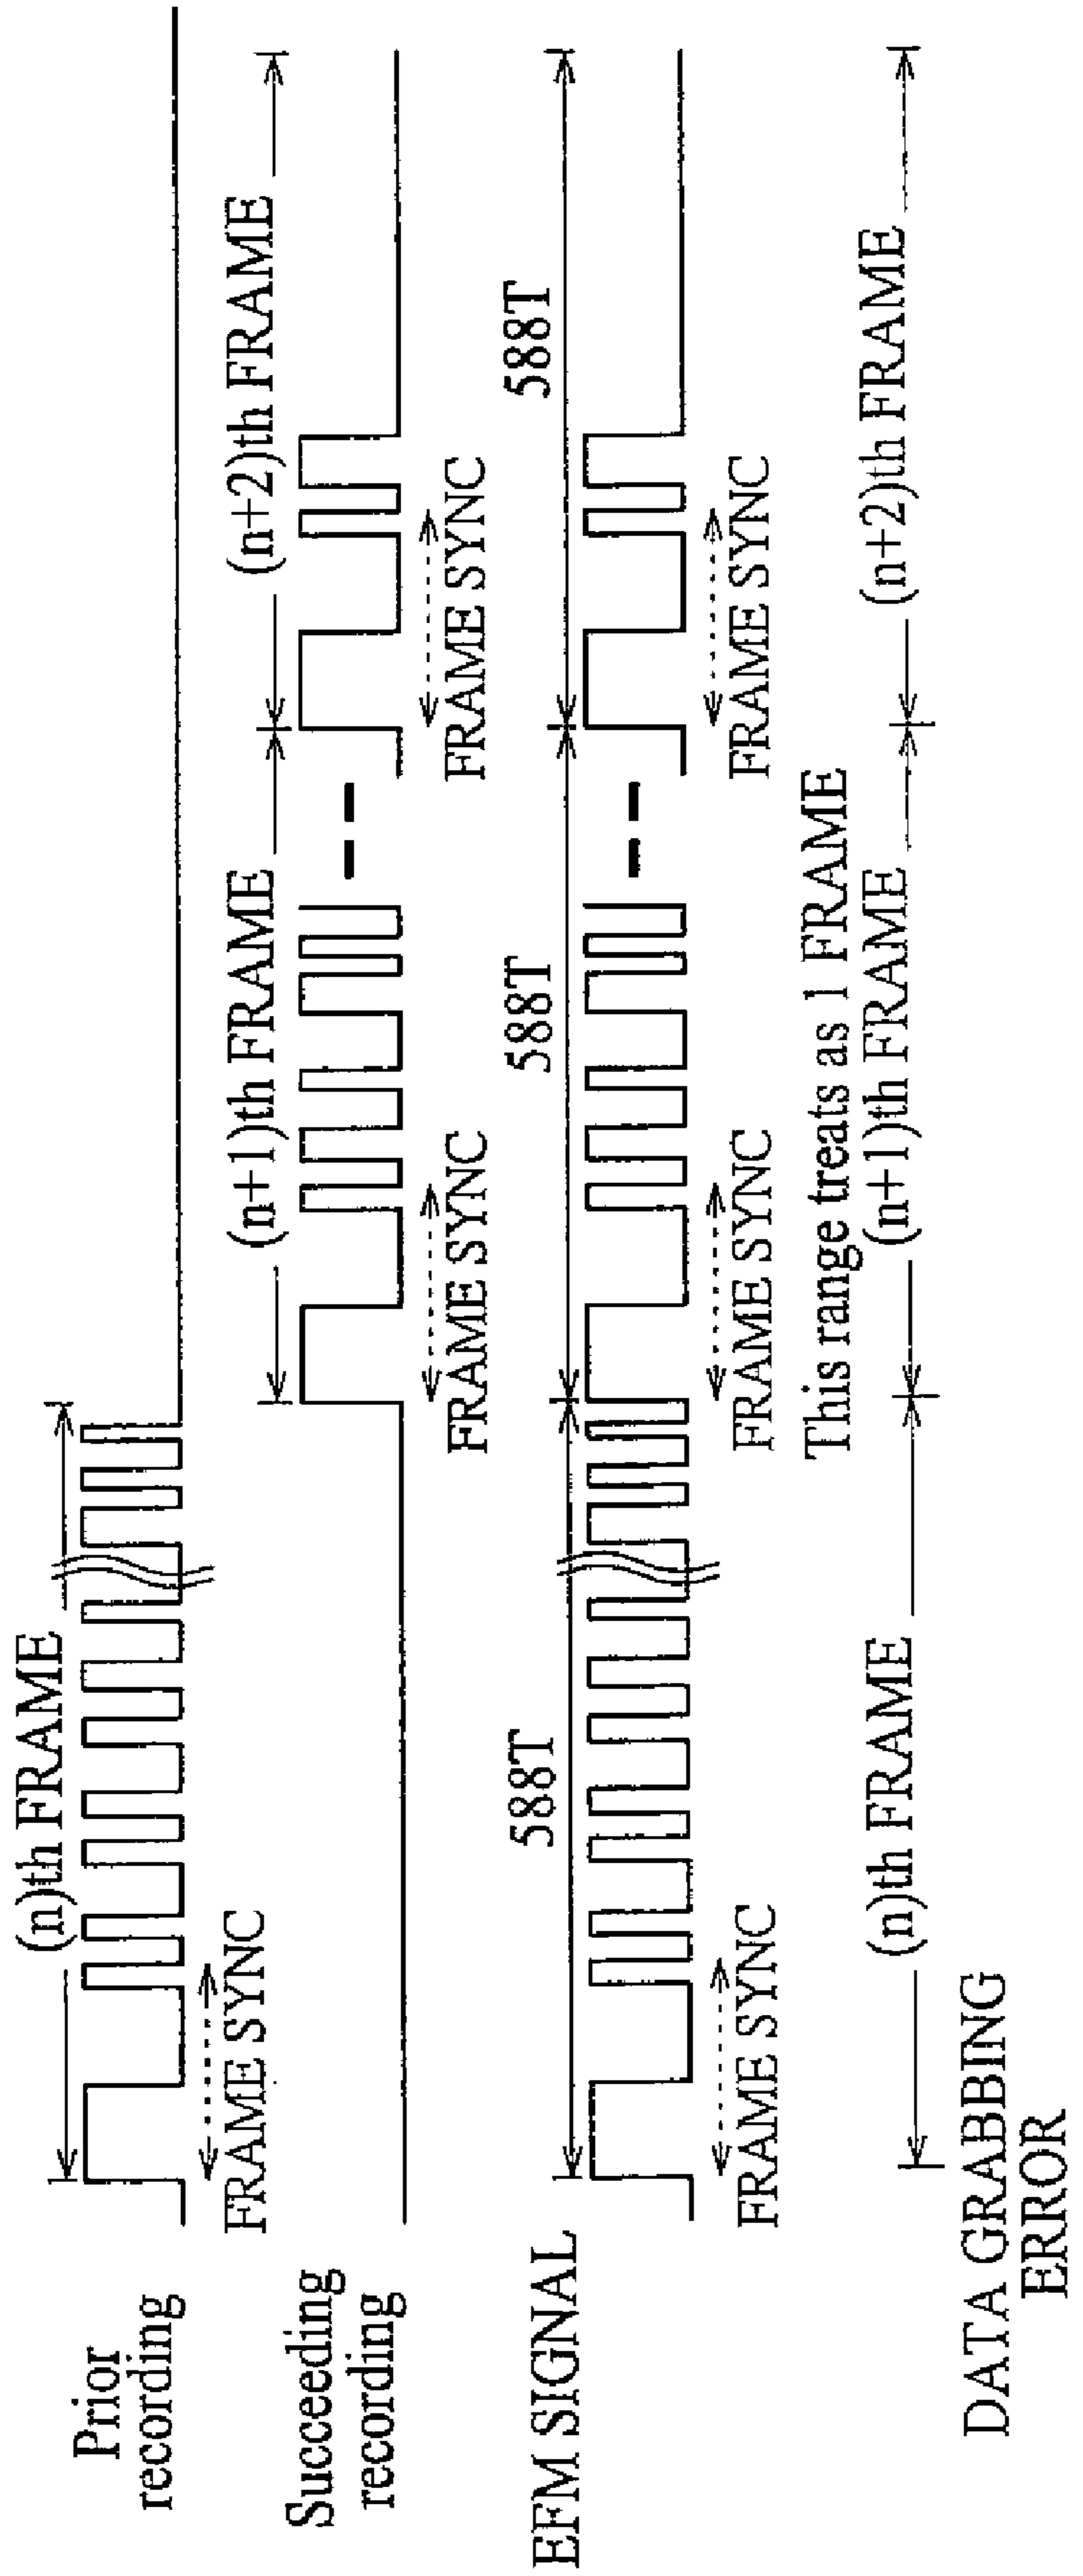 (n)th FRAME
Prior
recording
FRAME SYNC
(n+1)th FRAME
(n+2)th FRAME
Succeeding
recording
FRAME SYNC
FRAME SYNC
588T
588T
588T
EFM SIGNAL
FRAME SYNC
FRAME SYNC
FRAME SYNC
This range treats as 1 FRAME
(n)th FRAME
(n+1)th FRAME
(n+2)th FRAME
DATA GRABBING
ERROR